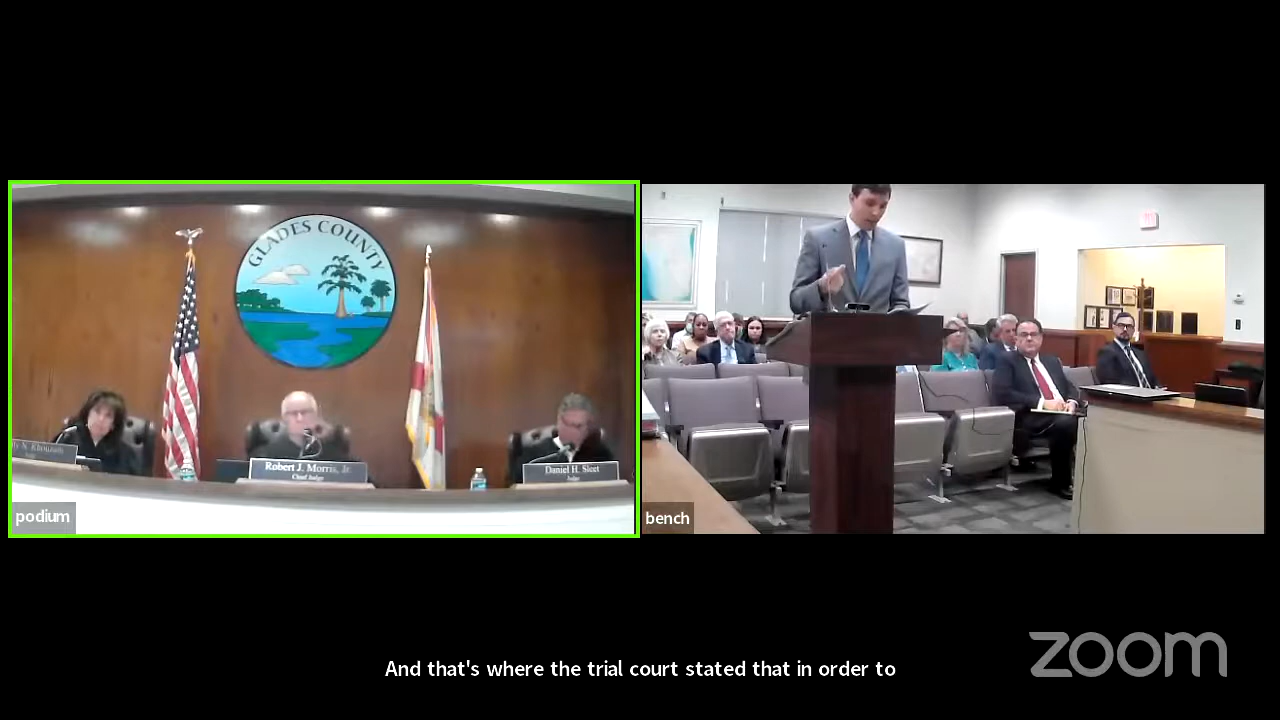 GLADES COUNTY
Robert J. Morris, Jr.
Chief Judge
Daniel H. Sleet
Judge
podium
bench
And that's where the trial court stated that in order to
zoom